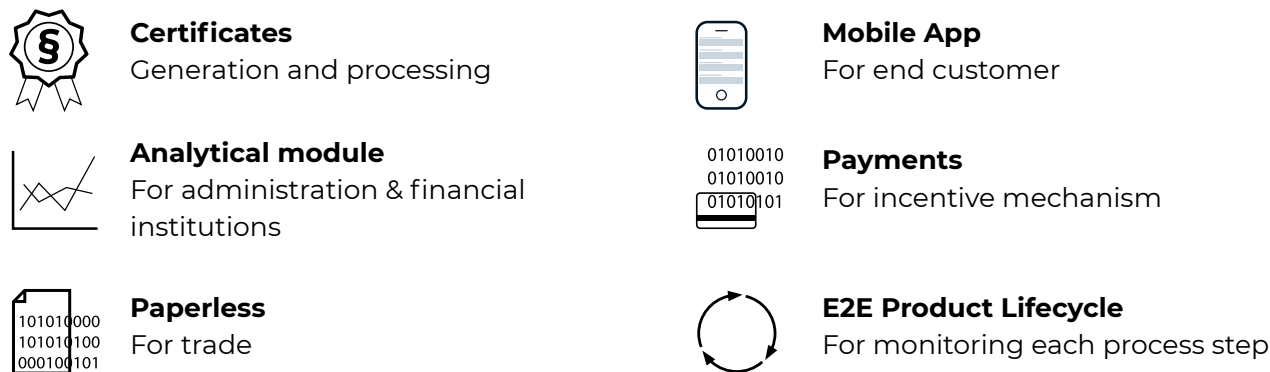 §
Certificates
Generation and processing
Analytical module
For administration & financial
institutions
101010000
101010100
000100101
Paperless
For trade
Mobile App
For end customer
01010010
01010010
01010101
Payments
For incentive mechanism
E2E Product Lifecycle
For monitoring each process step